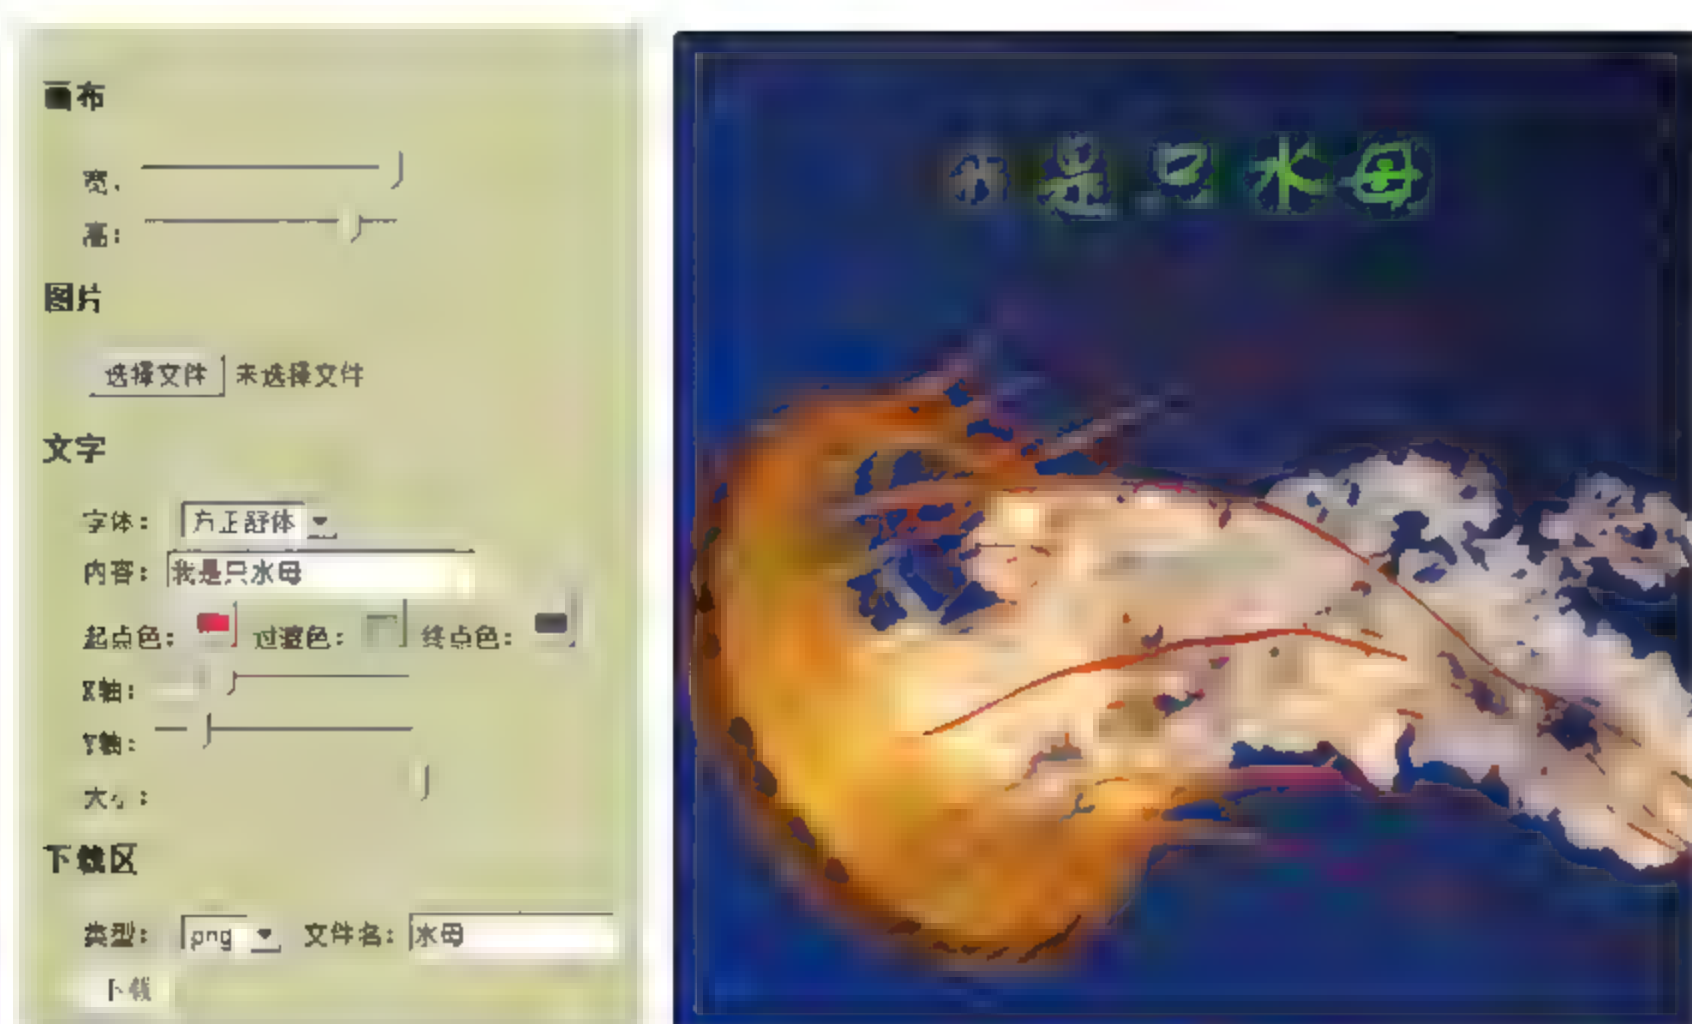 画布
宽:
高:
图片
选择文件 未选择文件
文字
字体: 方正舒体
内容: 我是只水母
起点色: 过渡色: 终点色:
X轴:
Y轴:
大小:
下载区
类型: png 文件名: 水母
下载
是只水母